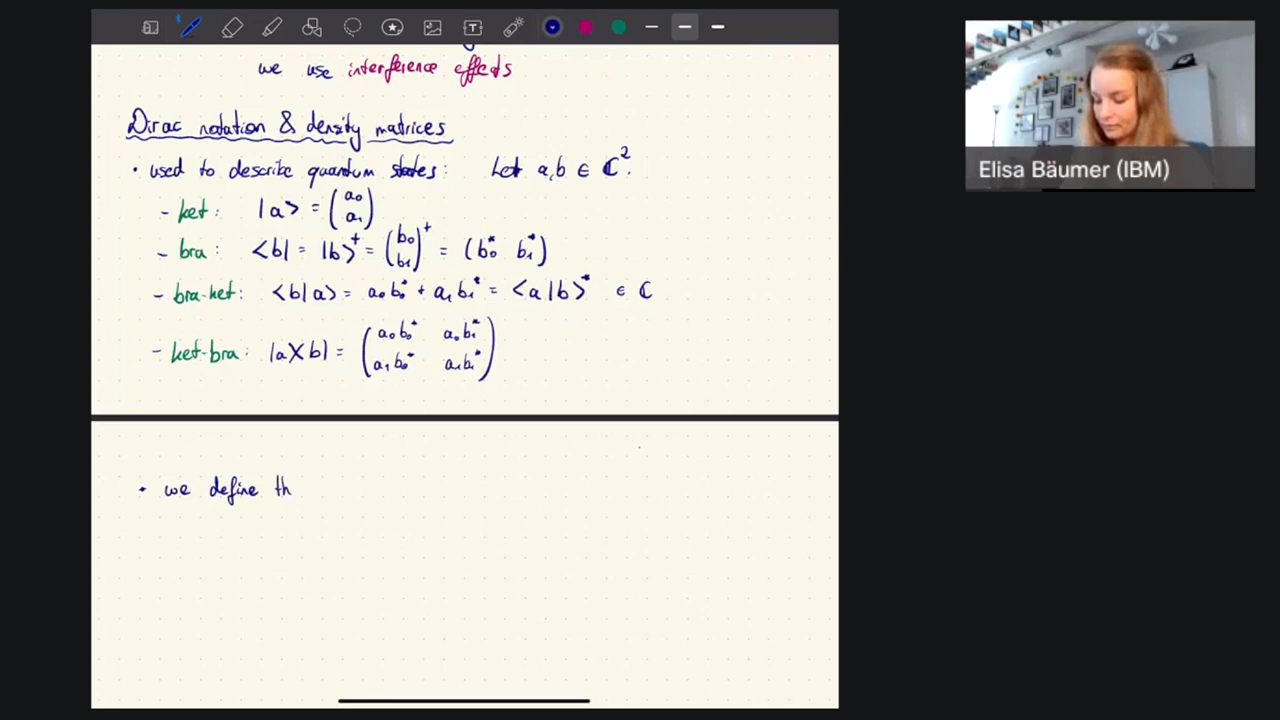 we use interference effects
Dirac notation & density matrices
• used to describe quantum states: Let a,b ∈ ℂ².
- ket: |a> = (a₀ a₁)
- bra: <b| = |b>⁺ = (b₀ b₁)⁺ = (b₀* b₁*)
- bra-ket: <b|a> = a₀b₀* + a₁b₁* = <a|b>* ∈ ℂ
- ket-bra: |aXb| = (a₀b₀* a₀b₁* a₁b₀* a₁b₁*)
• we define th
Elisa Bäumer (IBM)